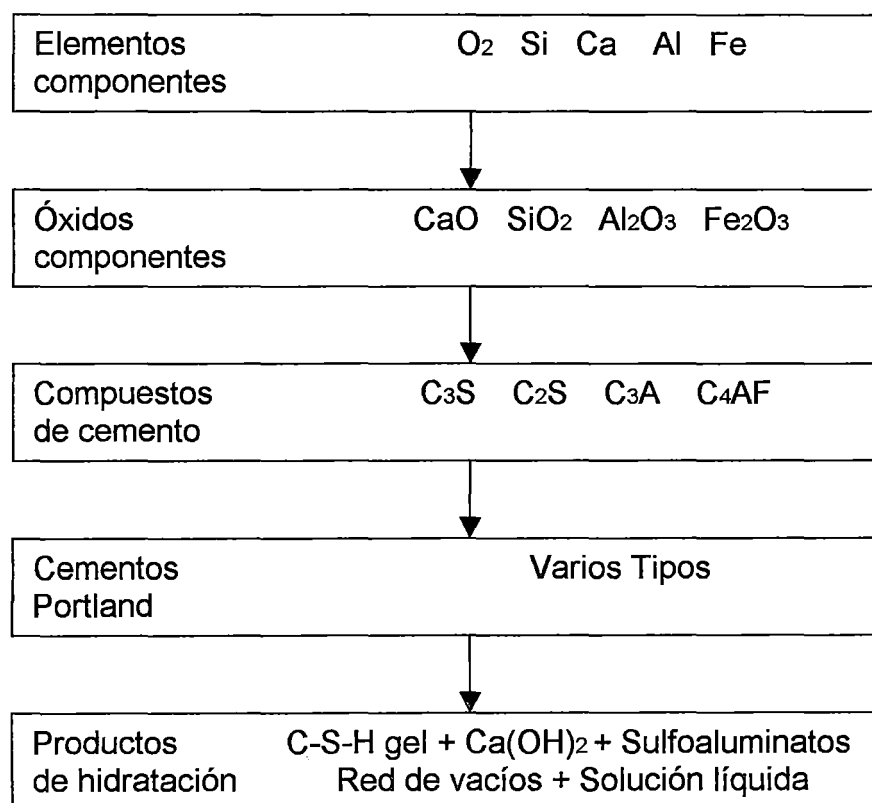 Elementos O₂ Si Ca Al Fe
componentes
Óxidos CaO SiO₂ Al₂O₃ Fe₂O₃
componentes
Compuestos C₃S C₂S C₃A C₄AF
de cemento
Cementos Varios Tipos
Portland
Productos C-S-H gel + Ca(OH)₂ + Sulfoaluminatos
de hidratación Red de vacíos + Solución líquida